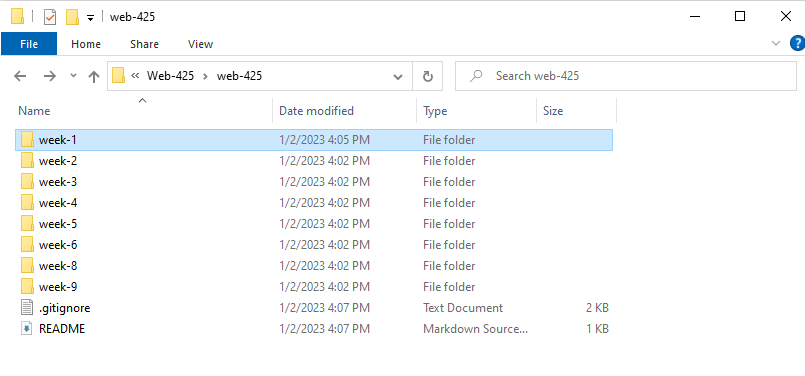 web-425
File Home Share View
Web-425 web-425 Search web-425
Name Date modified Type Size
week-1 1/2/2023 4:05 PM File folder
week-2 1/2/2023 4:02 PM File folder
week-3 1/2/2023 4:02 PM File folder
week-4 1/2/2023 4:02 PM File folder
week-5 1/2/2023 4:02 PM File folder
week-6 1/2/2023 4:02 PM File folder
week-8 1/2/2023 4:02 PM File folder
week-9 1/2/2023 4:02 PM File folder
.gitignore 1/2/2023 4:07 PM Text Document 2 KB
README 1/2/2023 4:07 PM Markdown Source... 1 KB